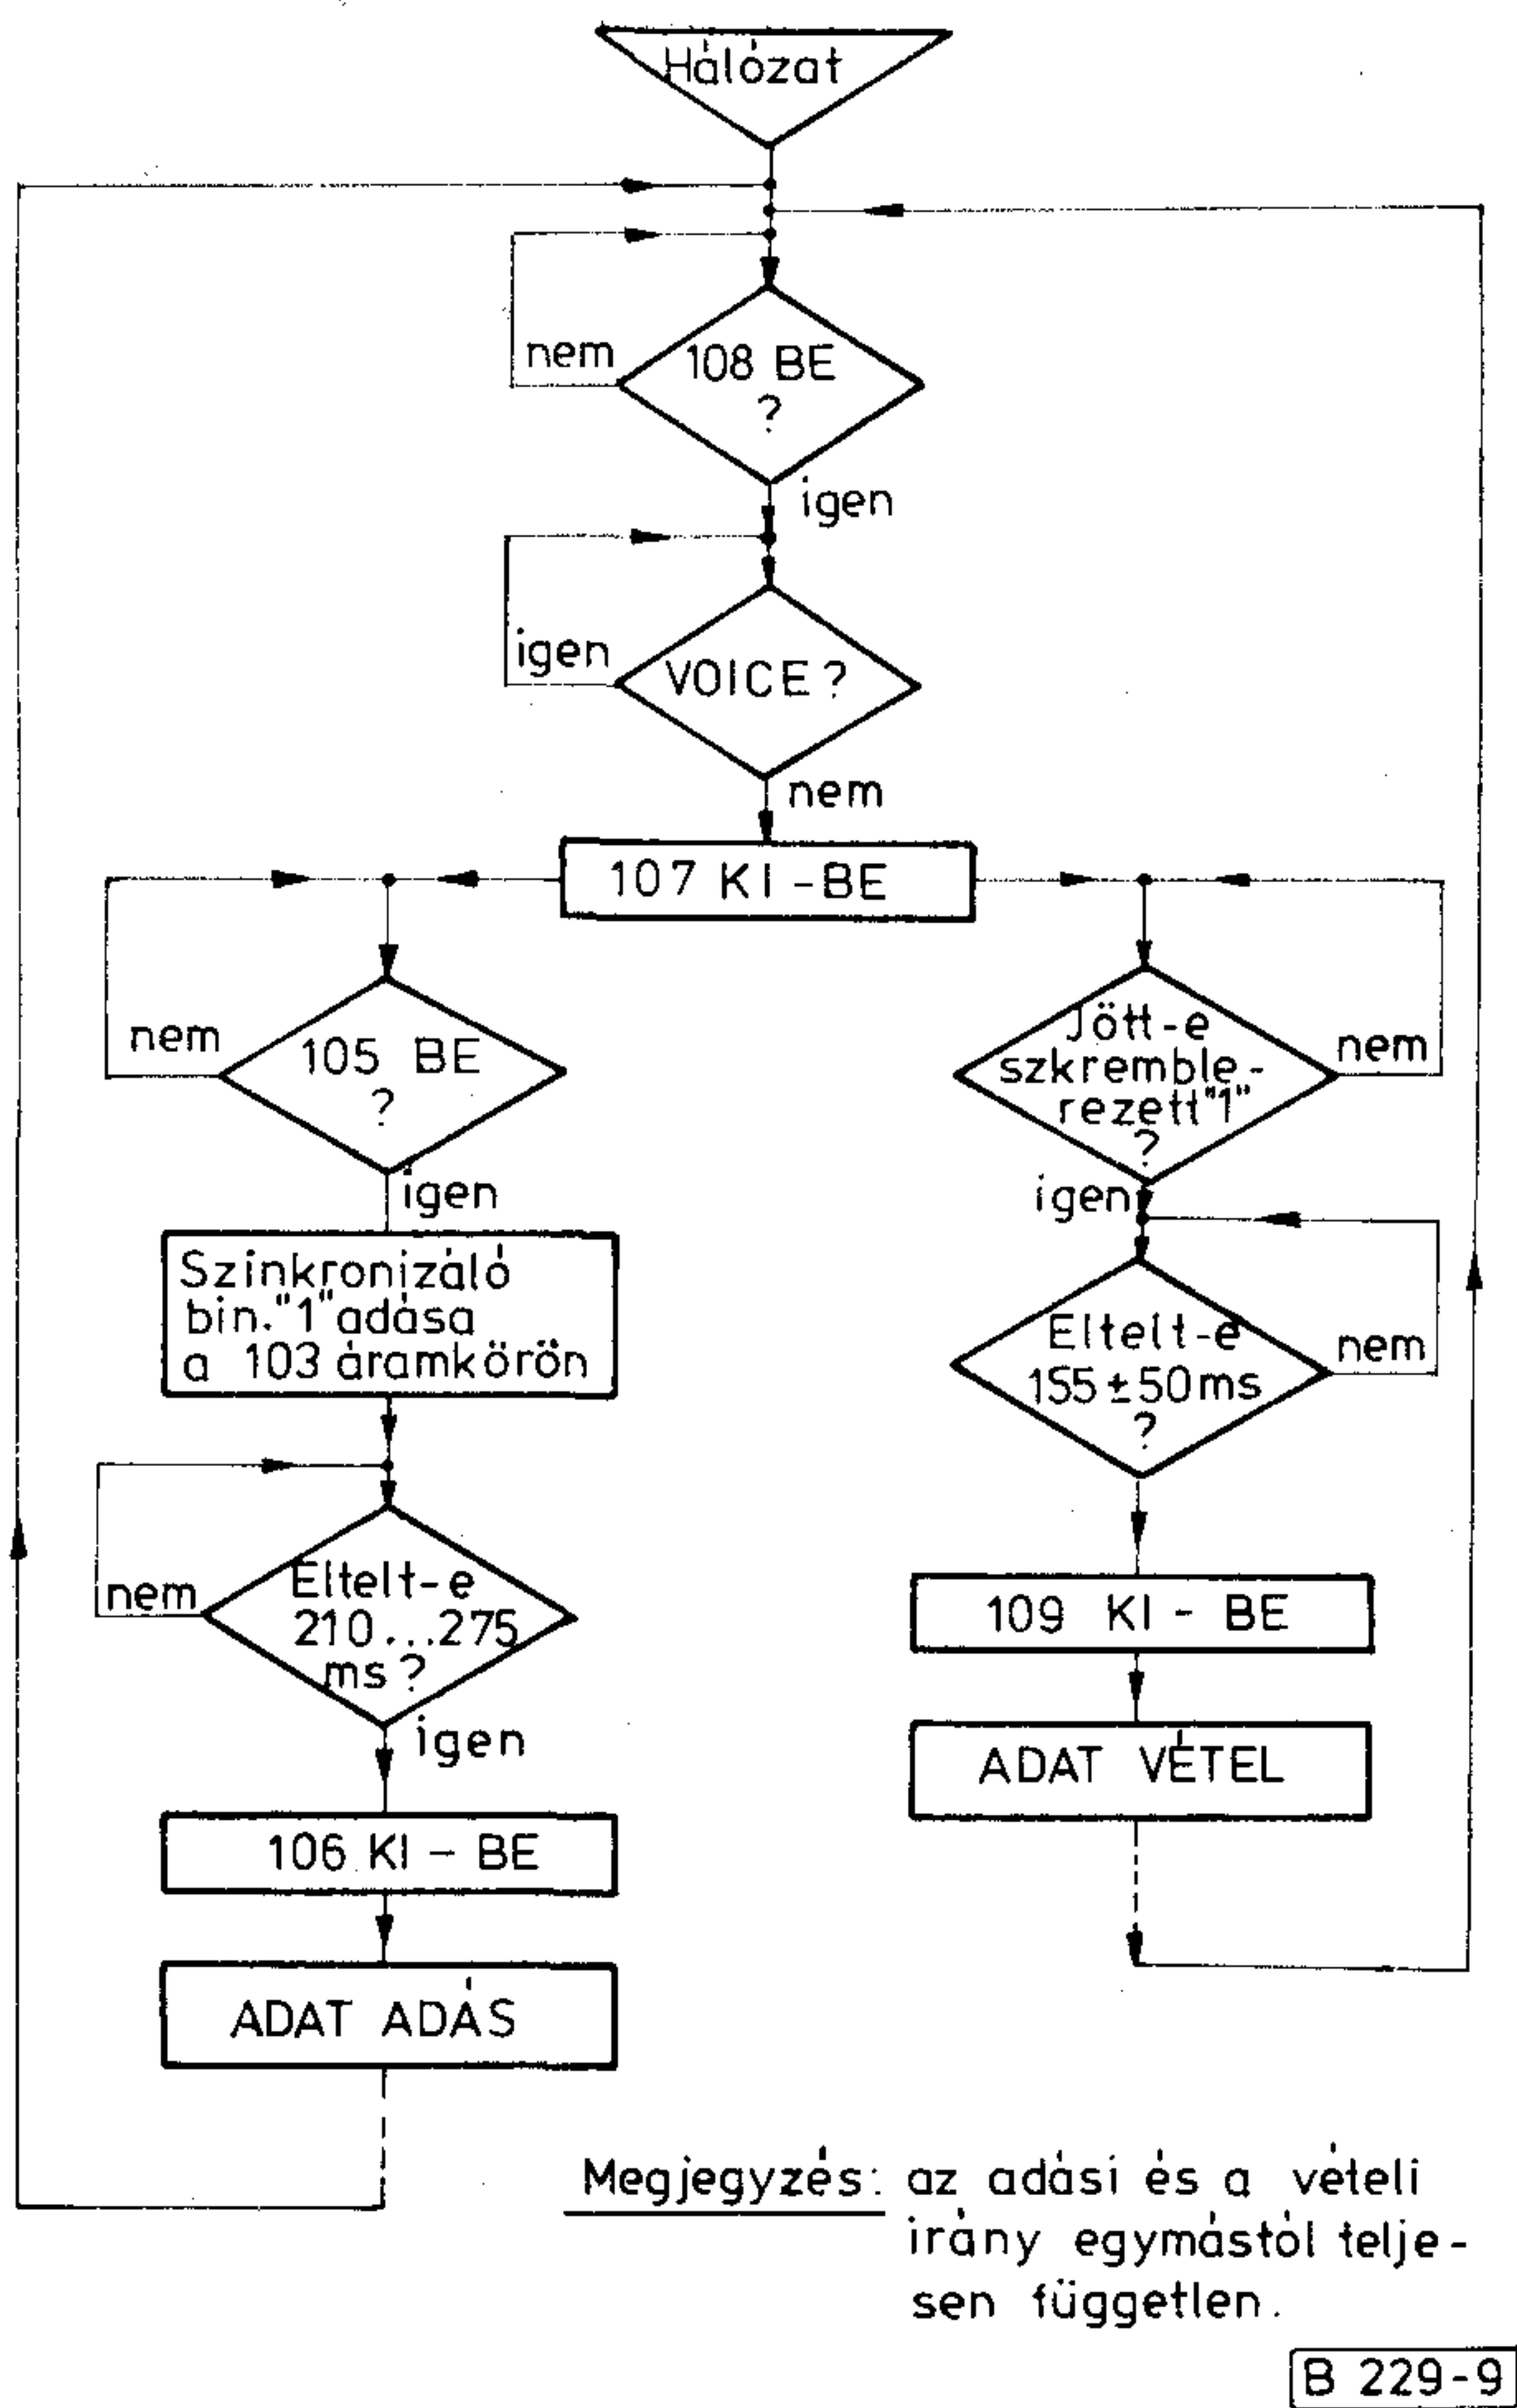 Hálózat
nem
108 BE
?
igen
igen
VOICE?
nem
107 KI-BE
nem
105 BE
?
igen
Szinkronizáló
bin. "1" adása
a 103 áramkörön
nem
Eltelt-e
210...275
ms?
igen
106 KI - BE
ADAT ADÁS
Jött-e
szkremble-
rezett "1"
?
nem
igen
Eltelt-e
155±50ms
?
nem
109 KI - BE
ADAT VÉTEL
Megjegyzés: az adási és a vételi
irány egymástól telje-
sen független.
B 229-9